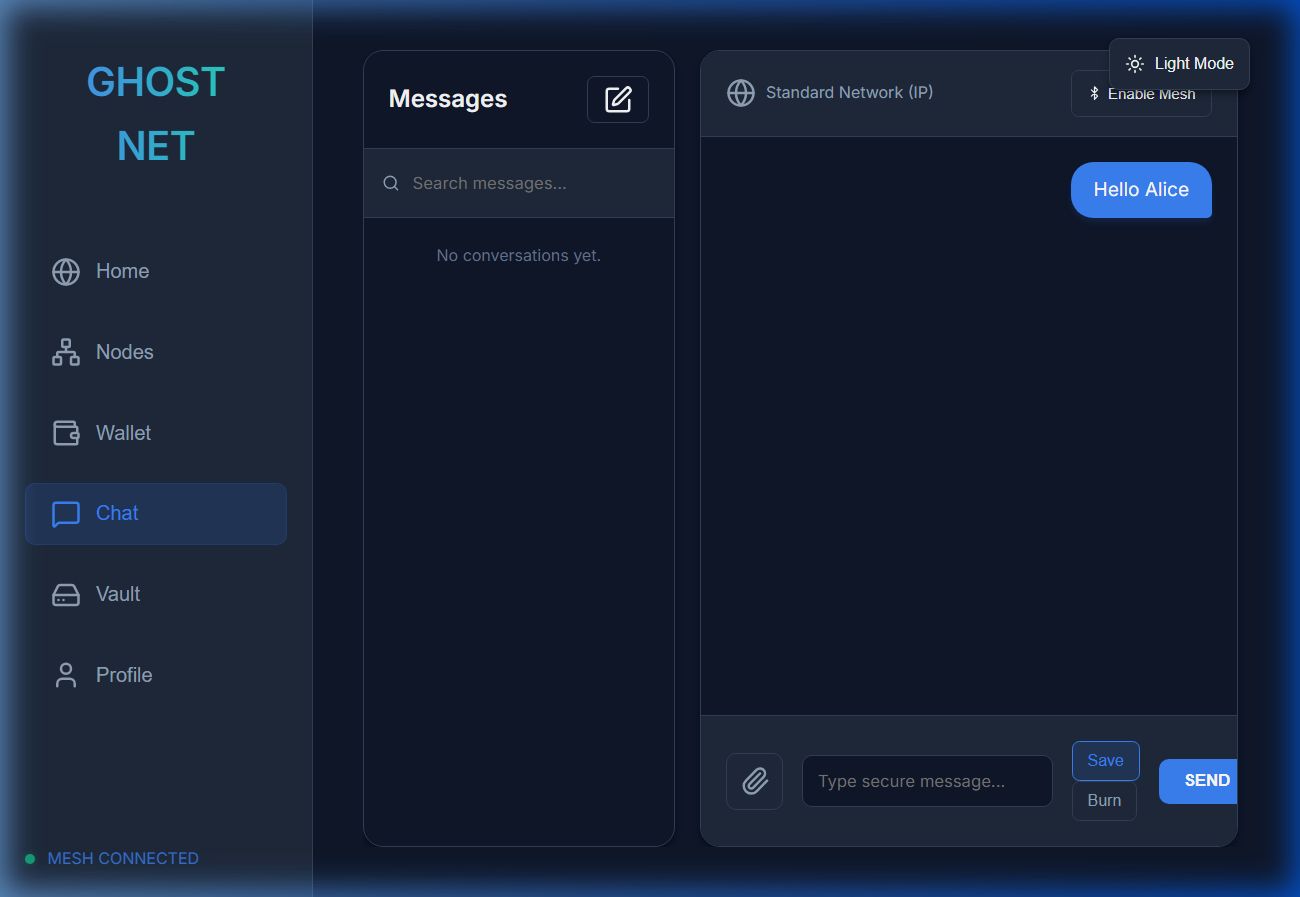 GHOST
NET
Home
Nodes
Wallet
Chat
Vault
Profile
MESH CONNECTED
Messages
Search messages...
No conversations yet.
Standard Network (IP)
Light Mode
Enable Mesh
Hello Alice
Type secure message...
Save
Burn
SEND